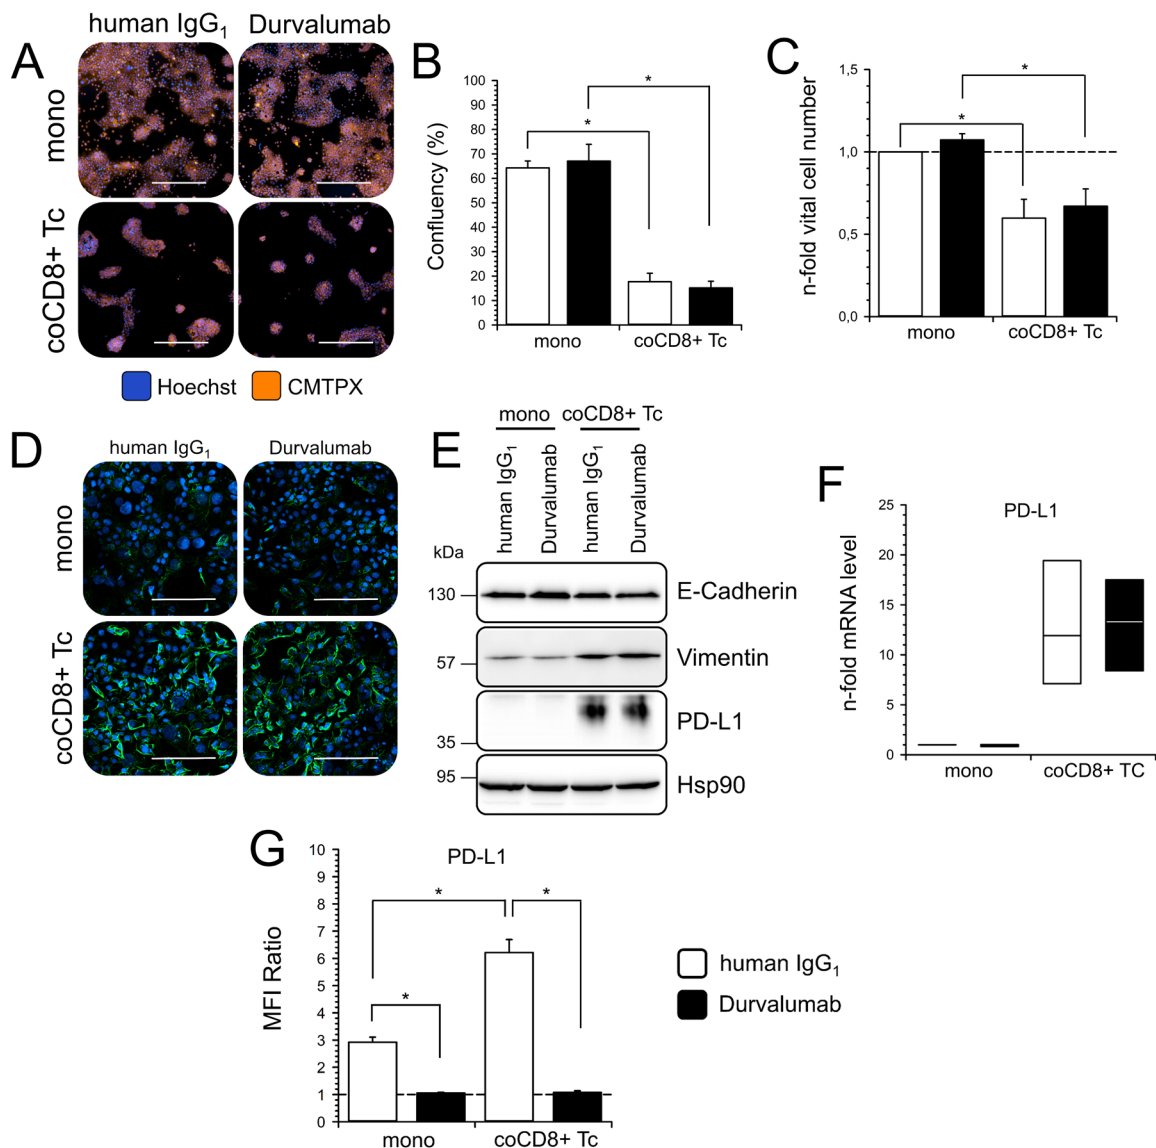 A
human IgG₁
Durvalumab
mono
coCD8+ Tc
Hoechst
CMTPX
B
Confluency (%)
100
90
80
70
60
50
40
30
20
10
0
*
*
mono
coCD8+ Tc
C
n-fold vital cell number
1,5
1,0
0,5
0,0
*
*
mono
coCD8+ Tc
D
human IgG₁
Durvalumab
mono
coCD8+ Tc
E
mono
coCD8+ Tc
human IgG₁
Durvalumab
human IgG₁
Durvalumab
kDa
130
E-Cadherin
57
Vimentin
35
PD-L1
95
Hsp90
F
PD-L1
n-fold mRNA level
25
20
15
10
5
0
mono
coCD8+ TC
G
PD-L1
MFI Ratio
10
9
8
7
6
5
4
3
2
1
0
*
*
*
mono
coCD8+ Tc
human IgG₁
Durvalumab